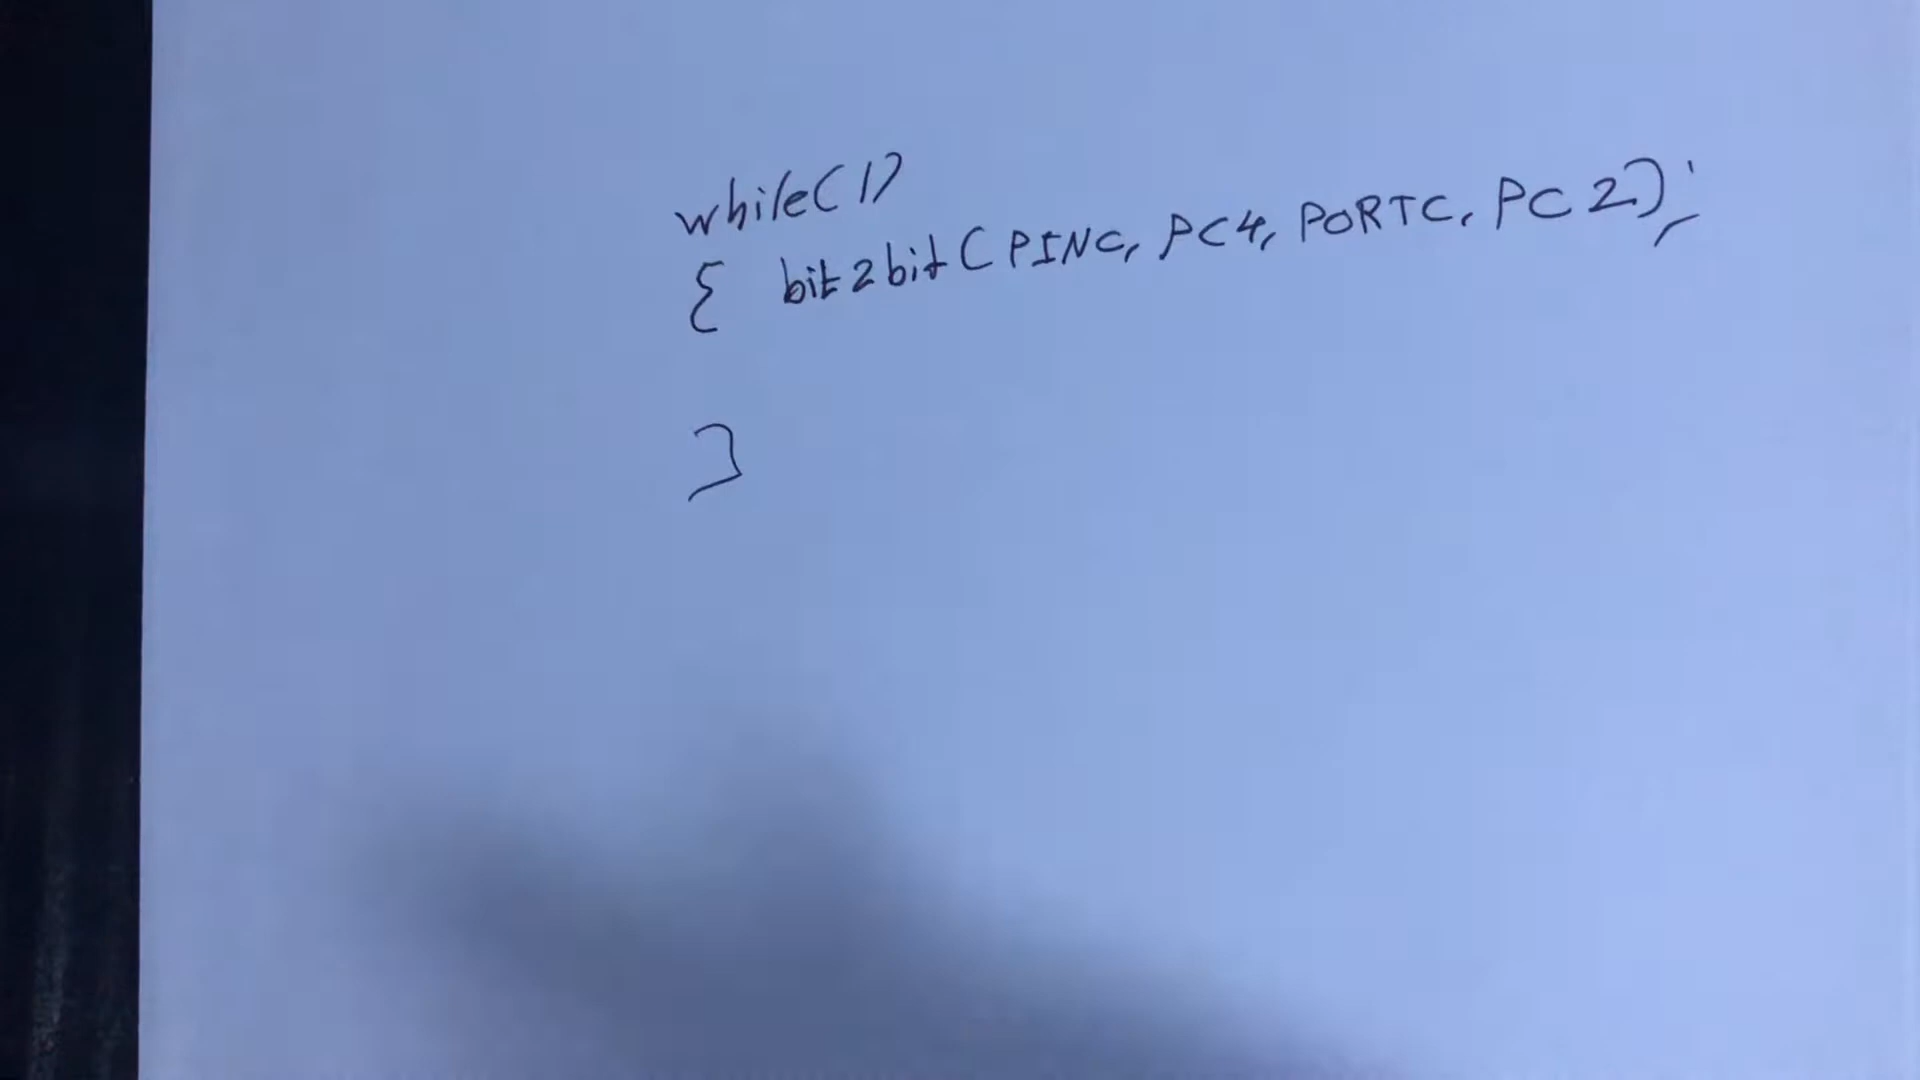 while(1)
{ bit2bit(PINC, PC4, PORTC, PC2);
}